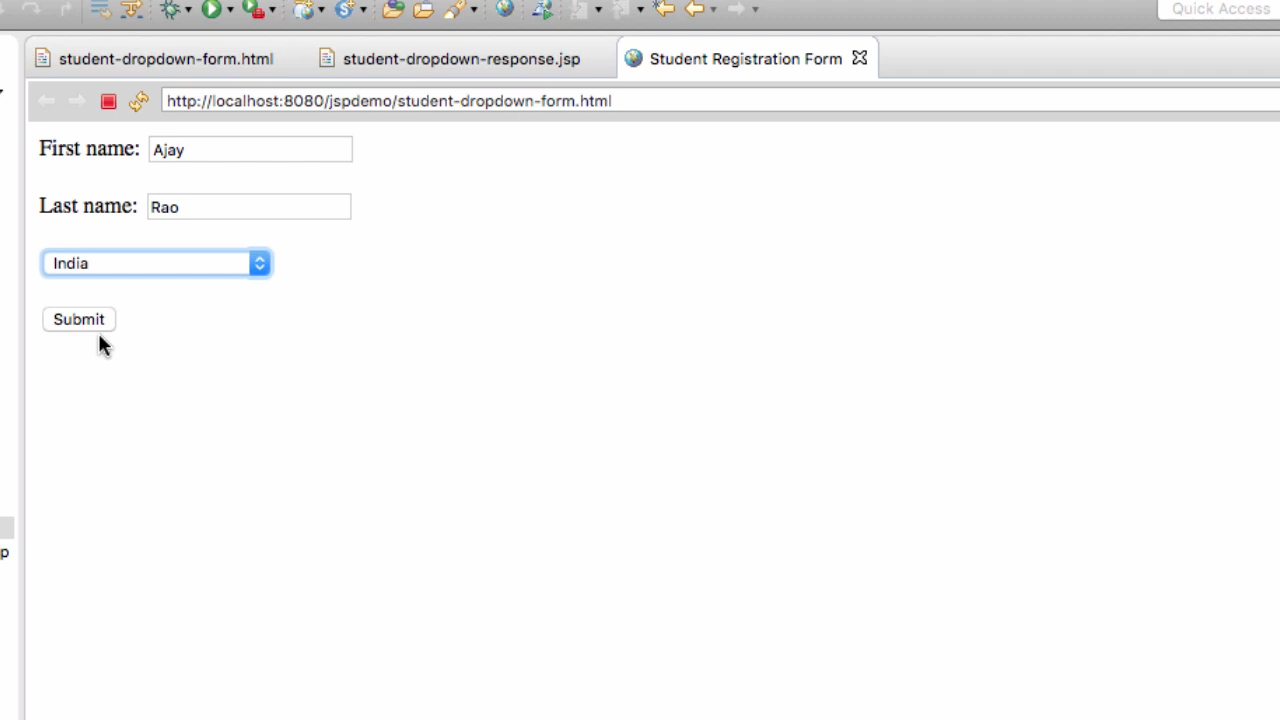 Quick Access
student-dropdown-form.html student-dropdown-response.jsp Student Registration Form
http://localhost:8080/jspdemo/student-dropdown-form.html
First name: Ajay
Last name: Rao
India
Submit
p